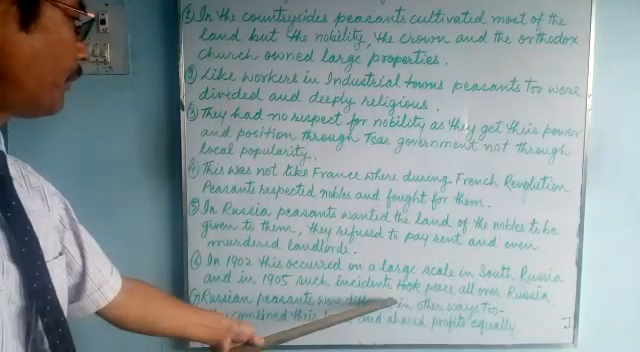 ① In the countrysides peasants cultivated most of the
land but the nobility, the crown and the orthodox
church owned large properties.
② Like workers in Industrial towns peasants too were
divided and deeply religious.
③ They had no respect for nobility as they get their power
and position through Tsar government not through
local popularity.
④ This was not like France where during French Revolution
Peasants respected nobles and fought for them.
⑤ In Russia peasants wanted the land of the nobles to be
given to them, they refused to pay rent and even
murdered landlords.
⑥ In 1902 this occurred on a large scale in South Russia
and in 1905 such incidents took place all over Russia
⑦ Russian peasants were in other ways too-
combined their and shared profits equally